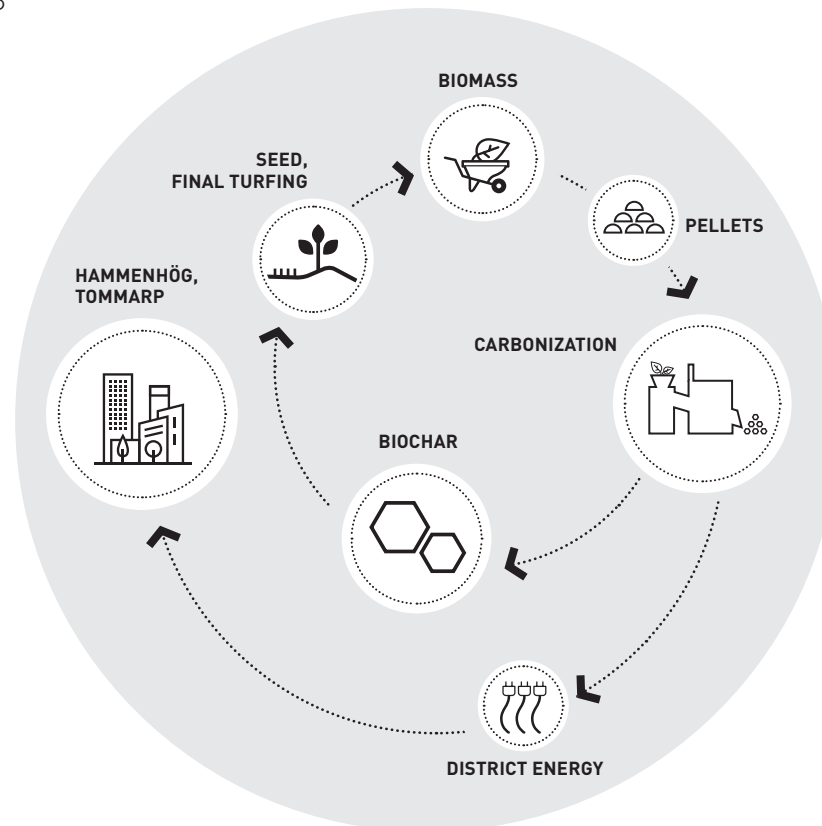 BIOMASS
SEED,
FINAL TURFING
PELLETS
HAMMENHÖG,
TOMMARP
CARBONIZATION
BIOCHAR
DISTRICT ENERGY